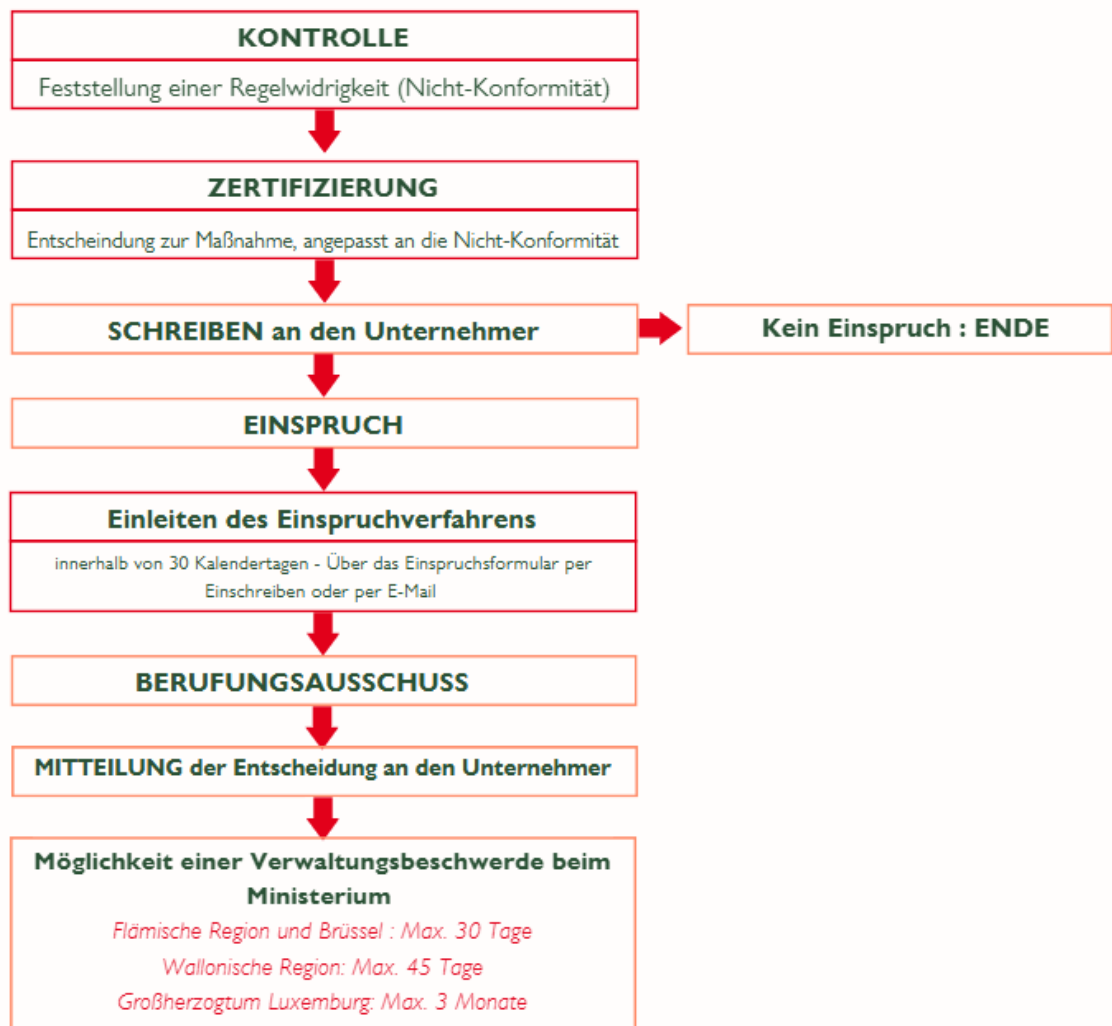 KONTROLLE
Feststellung einer Regelwidrigkeit (Nicht-Konformität)
ZERTIFIZIERUNG
Entscheindung zur Maßnahme, angepasst an die Nicht-Konformität
SCHREIBEN an den Unternehmer
Kein Einspruch : ENDE
EINSPRUCH
Einleiten des Einspruchverfahrens
innerhalb von 30 Kalendertagen - Über das Einspruchsformular per
Einschreiben oder per E-Mail
BERUFUNGSAUSSCHUSS
MITTEILUNG der Entscheidung an den Unternehmer
Möglichkeit einer Verwaltungsbeschwerde beim
Ministerium
Flämische Region und Brüssel : Max. 30 Tage
Wallonische Region: Max. 45 Tage
Großherzogtum Luxemburg: Max. 3 Monate